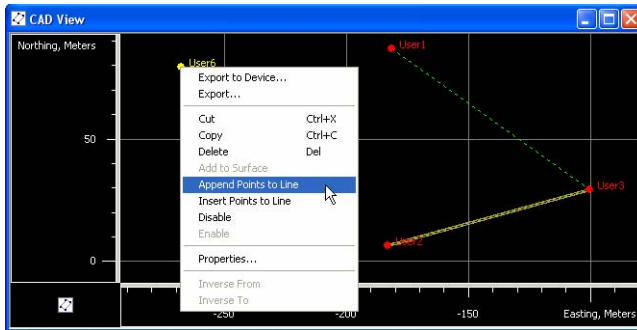 CAD View
Northing, Meters
User1
User6
Export to Device...
Export...
Cut Ctrl+X
Copy Ctrl+C
50
Delete Del
Add to Surface
Append Points to Line
User3
Insert Points to Line
Disable
Enable
User2
Properties...
0
Inverse From
Inverse To
-250
-200
-150
Easting, Meters